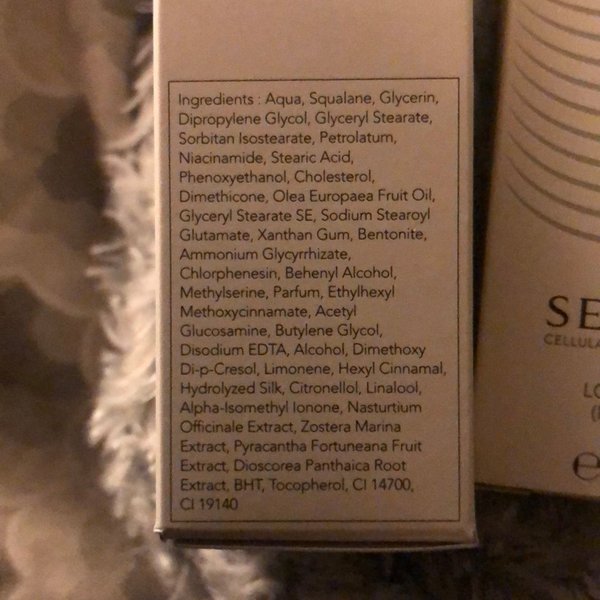 Ingredients : Aqua, Squalane, Glycerin,
Dipropylene Glycol, Glyceryl Stearate,
Sorbitan Isostearate, Petrolatum,
Niacinamide, Stearic Acid,
Phenoxyethanol, Cholesterol,
Dimethicone, Olea Europaea Fruit Oil,
Glyceryl Stearate SE, Sodium Stearoyl
Glutamate, Xanthan Gum, Bentonite,
Ammonium Glycyrrhizate,
Chlorphenesin, Behenyl Alcohol,
Methylserine, Parfum, Ethylhexyl
Methoxycinnamate, Acetyl
Glucosamine, Butylene Glycol,
Disodium EDTA, Alcohol, Dimethoxy
Di-p-Cresol, Limonene, Hexyl Cinnamal,
Hydrolyzed Silk, Citronellol, Linalool,
Alpha-Isomethyl Ionone, Nasturtium
Officinale Extract, Zostera Marina
Extract, Pyracantha Fortuneana Fruit
Extract, Dioscorea Panthaica Root
Extract, BHT, Tocopherol, CI 14700,
CI 19140
SE
CELLULA
LO
e